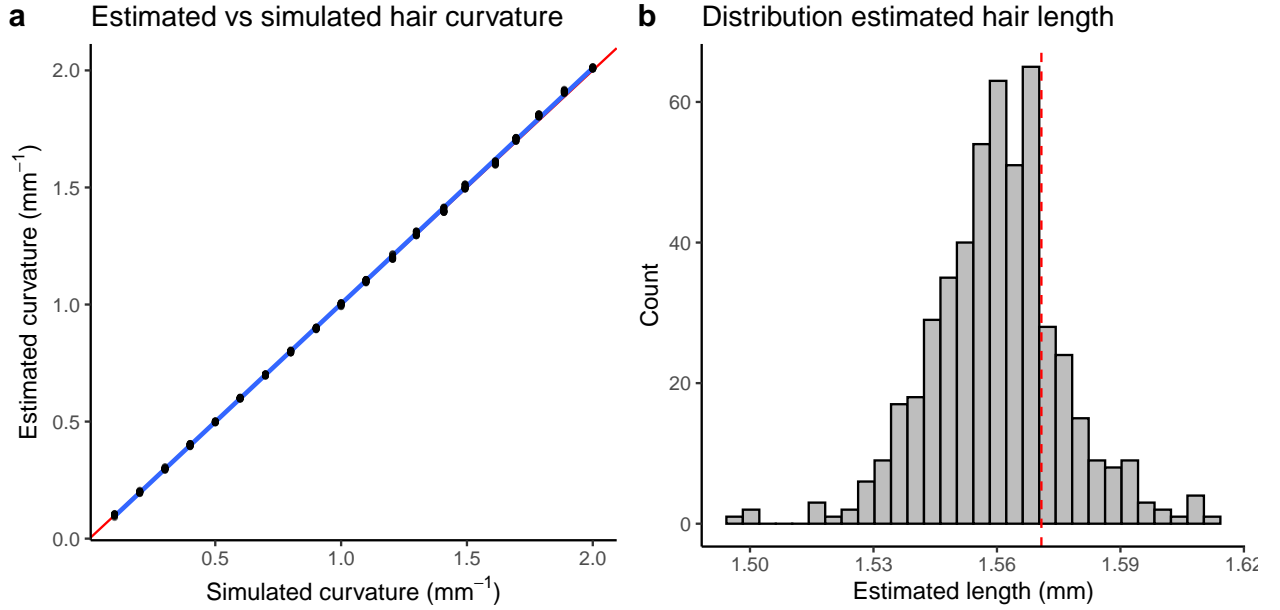 a Estimated vs simulated hair curvature
2.0
1.5
1.0
0.5
0.0
Estimated curvature (mm⁻¹)
0.5 1.0 1.5 2.0
Simulated curvature (mm⁻¹)
b Distribution estimated hair length
60
40
20
0
Count
1.50 1.53 1.56 1.59 1.62
Estimated length (mm)